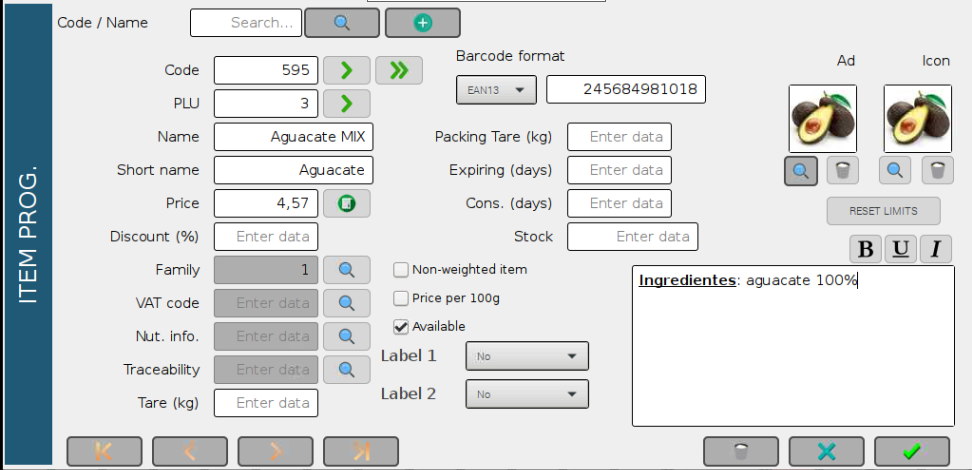 ITEM PROG.
Code / Name Search...
Code 595
PLU 3
Name Aguacate MIX
Short name Aguacate
Price 4,57
Discount (%) Enter data
Family 1
VAT code Enter data
Nut. info. Enter data
Traceability Enter data
Tare (kg) Enter data
Barcode format
EAN13 245684981018
Packing Tare (kg) Enter data
Expiring (days) Enter data
Cons. (days) Enter data
Stock Enter data
Non-weighted item
Price per 100g
Available
Label 1 No
Label 2 No
Ad Icon
RESET LIMITS
B U I
Ingredientes: aguacate 100%